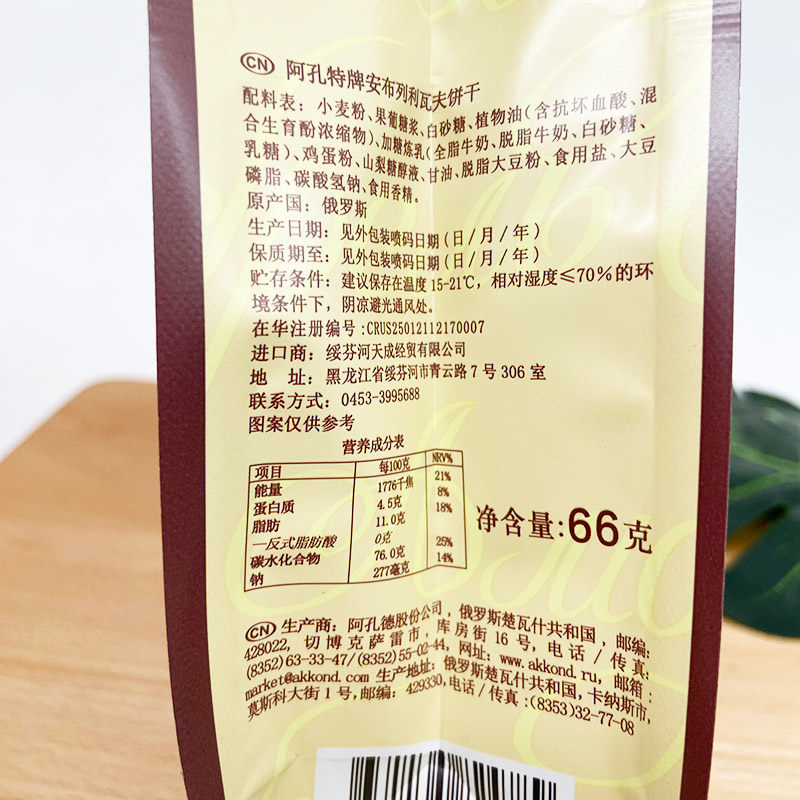 CN 阿孔特牌安布列利瓦夫饼干
配料表：小麦粉、果葡糖浆、白砂糖、植物油(含抗坏血酸、混
合生育酚浓缩物)、加糖炼乳(全脂牛奶、脱脂牛奶、白砂糖、
乳糖)、鸡蛋粉、山梨糖醇液、甘油、脱脂大豆粉、食用盐、大豆
磷脂、碳酸氢钠、食用香精。
原产国：俄罗斯
生产日期：见外包装喷码日期(日/月/年)
保质期至：见外包装喷码日期(日/月/年)
贮存条件：建议保存在温度15-21℃，相对湿度≤70%的环
境条件下，阴凉避光通风处。
在华注册编号:CRUS25012112170007
进口商：绥芬河天成经贸有限公司
地 址：黑龙江省绥芬河市青云路7号306室
联系方式：0453-3995688
图案仅供参考
营养成分表
项目 每100克 NRV%
能量 1776千焦 21%
蛋白质 4.5克 8%
脂肪 11.0克 18%
—反式脂肪酸 0克
碳水化合物 76.0克 25%
钠 277毫克 14%
净含量:66克
CN 生产商：阿孔德股份公司，俄罗斯楚瓦什共和国，邮编：
428022，切博克萨雷市，库房街16号，电话/传真：
(8352)63-33-47/(8352)55-02-44，网址：www.akkond.ru，邮箱：
market@akkond.com 生产地址：俄罗斯楚瓦什共和国，卡纳斯市，
莫斯科大街1号,邮编：429330,电话/传真:(8353)32-77-08